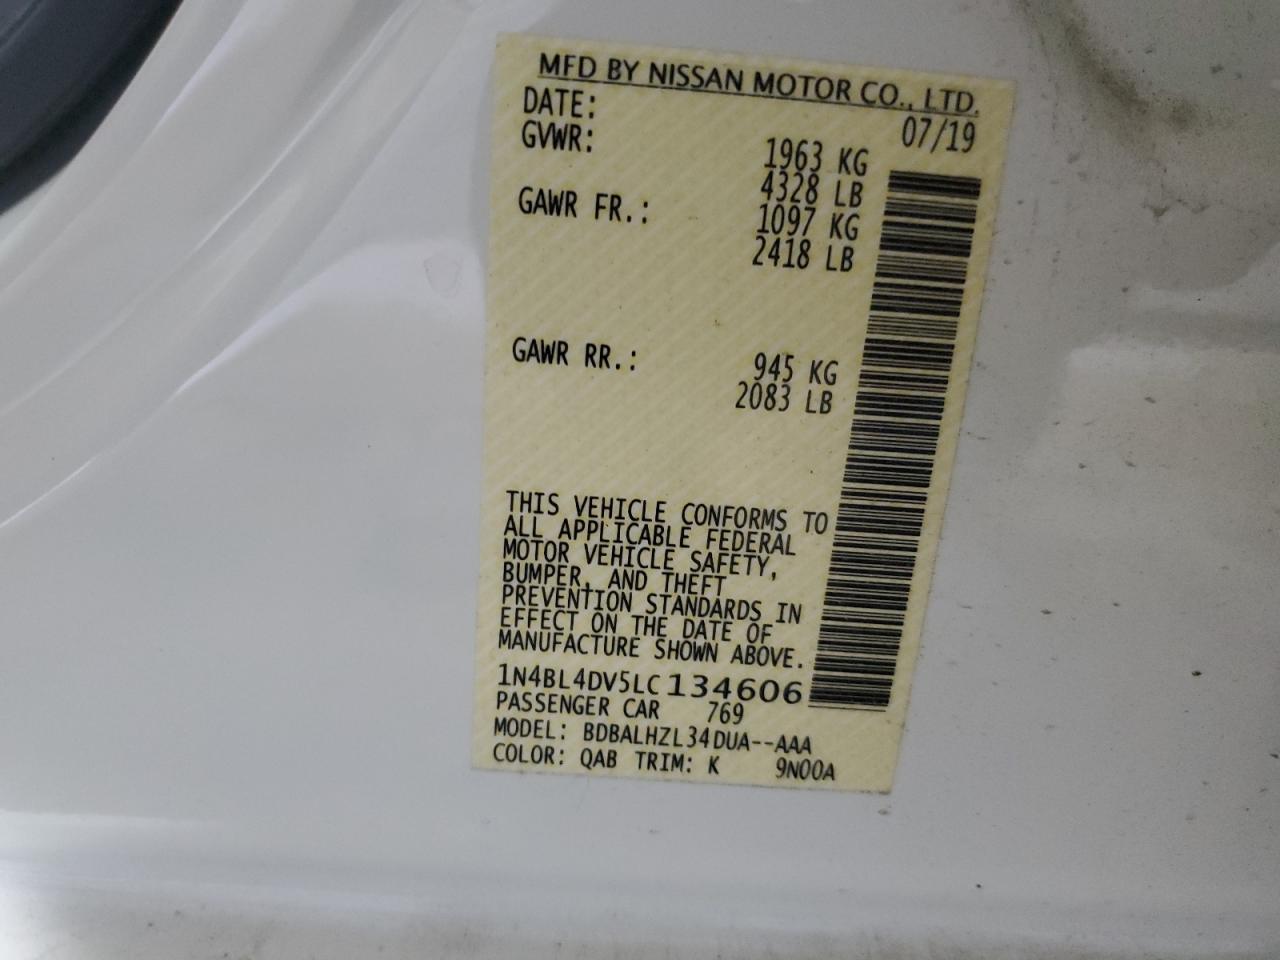 MFD BY NISSAN MOTOR CO., LTD.
DATE: 07/19
GVWR: 1963 KG
4328 LB
GAWR FR.: 1097 KG
2418 LB
GAWR RR.: 945 KG
2083 LB
THIS VEHICLE CONFORMS TO
ALL APPLICABLE FEDERAL
MOTOR VEHICLE SAFETY,
BUMPER, AND THEFT
PREVENTION STANDARDS IN
EFFECT ON THE DATE OF
MANUFACTURE SHOWN ABOVE.
1N4BL4DV5LC134606
PASSENGER CAR 769
MODEL: BDBALHZL34DUA--AAA
COLOR: QAB TRIM: K 9N00A